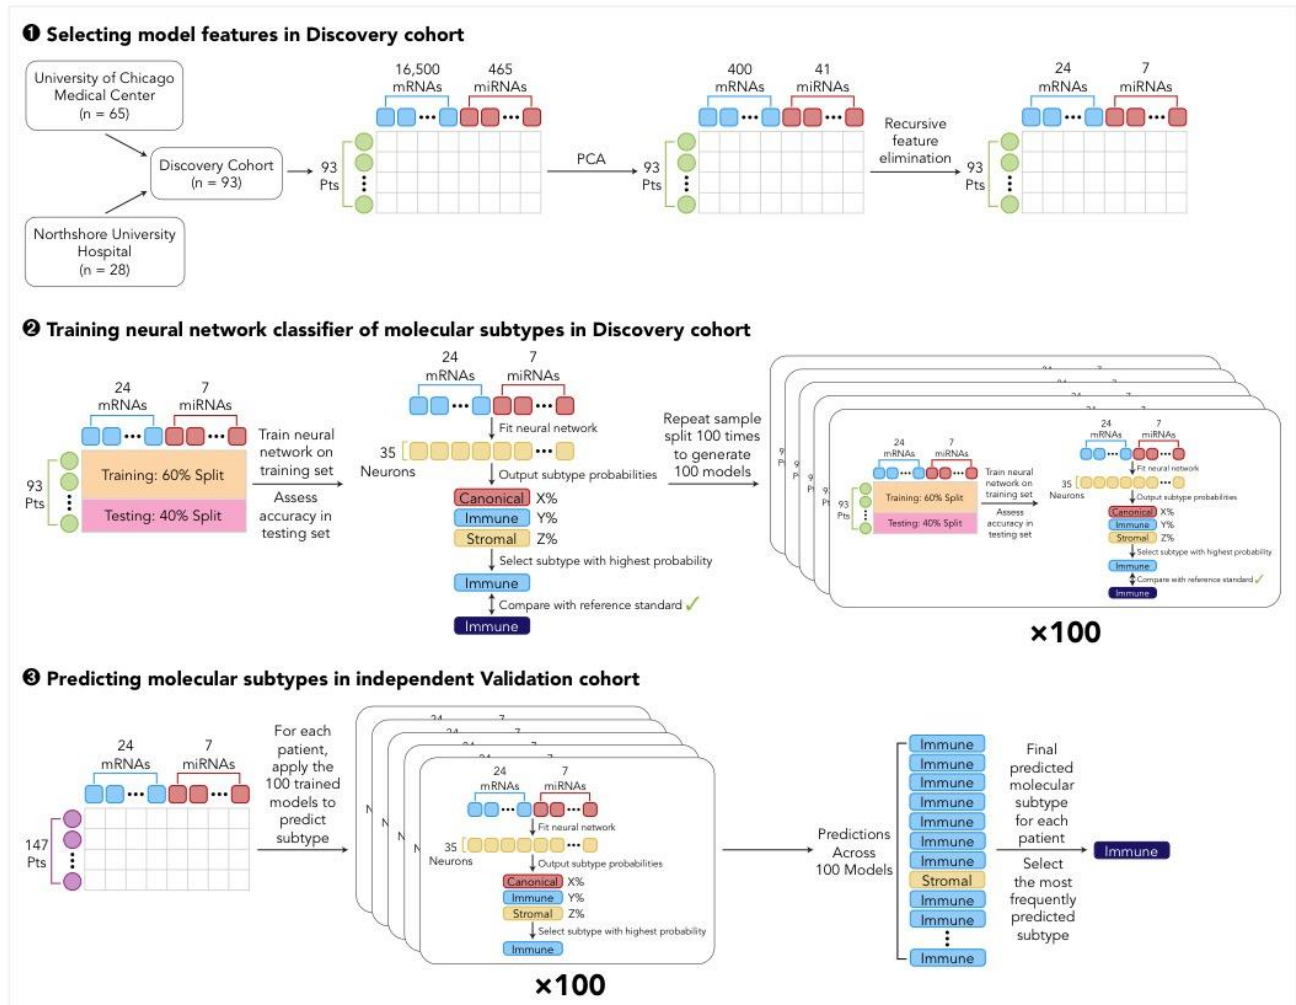 ❶ Selecting model features in Discovery cohort
University of Chicago
Medical Center
(n = 65)
Discovery Cohort
(n = 93)
Northshore University
Hospital
(n = 28)
93
Pts
16,500
mRNAs
465
miRNAs
PCA
93
Pts
400
mRNAs
41
miRNAs
Recursive
feature
elimination
93
Pts
24
mRNAs
7
miRNAs
❷ Training neural network classifier of molecular subtypes in Discovery cohort
24
mRNAs
7
miRNAs
93
Pts
Training: 60% Split
Testing: 40% Split
Train neural
network on
training set
Assess
accuracy in
testing set
24
mRNAs
7
miRNAs
Fit neural network
35
Neurons
Output subtype probabilities
Canonical X%
Immune Y%
Stromal Z%
Select subtype with highest probability
Immune
Compare with reference standard ✓
Immune
Repeat sample
split 100 times
to generate
100 models
24
mRNAs
7
miRNAs
93
Pts
Training: 60% Split
Testing: 40% Split
Train neural
network on
training set
Assess
accuracy in
testing set
24
mRNAs
7
miRNAs
Fit neural network
35
Neurons
Output subtype probabilities
Canonical X%
Immune Y%
Stromal Z%
Select subtype with highest probability
Immune
Compare with reference standard ✓
Immune
×100
❸ Predicting molecular subtypes in independent Validation cohort
24
mRNAs
7
miRNAs
147
Pts
For each
patient,
apply the
100 trained
models to
predict
subtype
24
mRNAs
7
miRNAs
Fit neural network
35
Neurons
Output subtype probabilities
Canonical X%
Immune Y%
Stromal Z%
Select subtype with highest probability
Immune
×100
Predictions
Across
100 Models
Immune
Immune
Immune
Immune
Immune
Immune
Immune
Stromal
Immune
Immune
Immune
Final
predicted
molecular
subtype
for each
patient
Select
the most
frequently
predicted
subtype
Immune